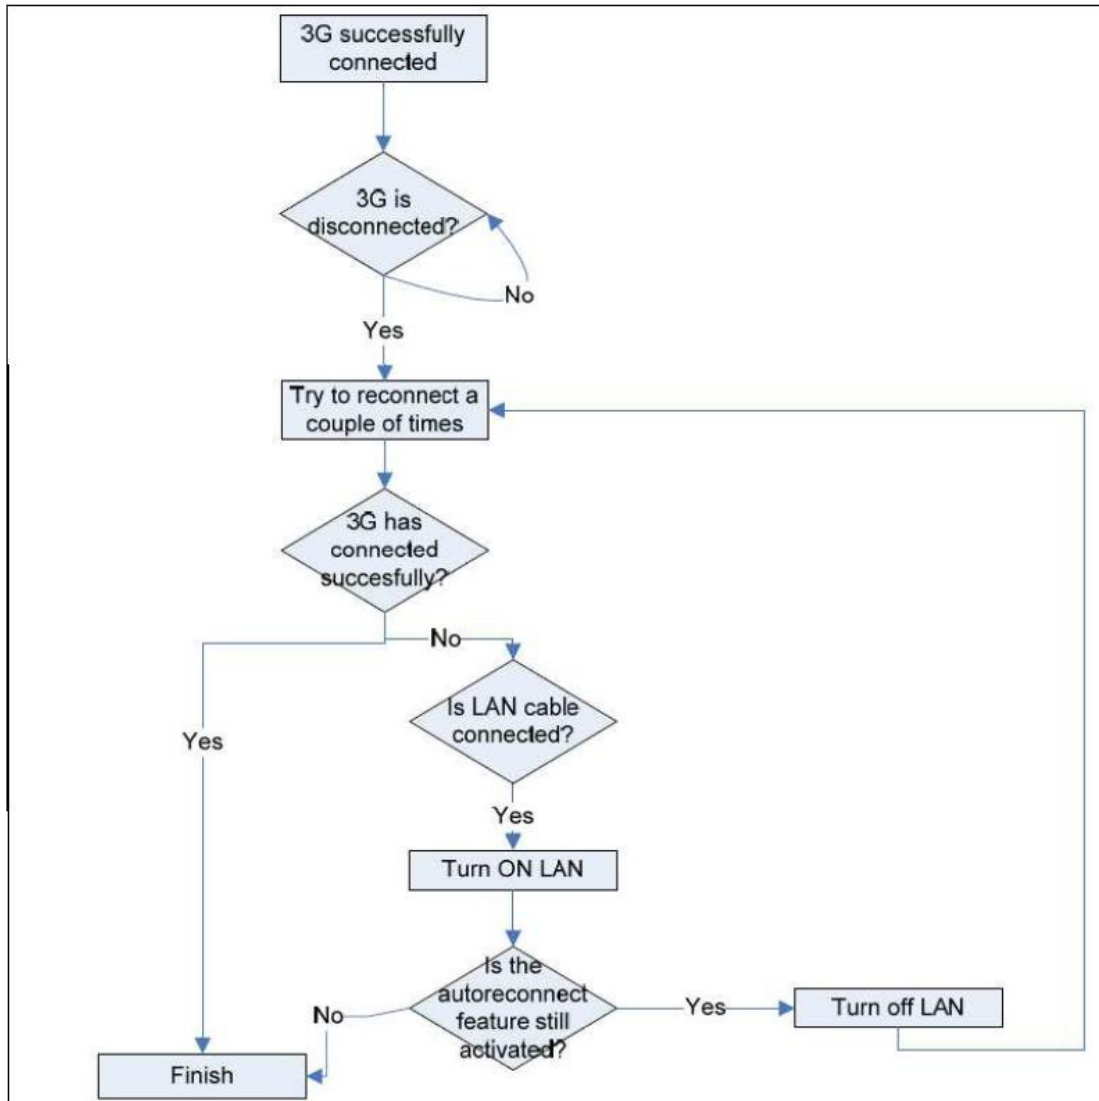 3G successfully
connected
3G is
disconnected?
No
Yes
Try to reconnect a
couple of times
3G has
connected
succesfully?
No
Is LAN cable
connected?
Yes
Yes
Turn ON LAN
Is the
autoreconnect
feature still
activated?
No
Yes
Turn off LAN
Finish